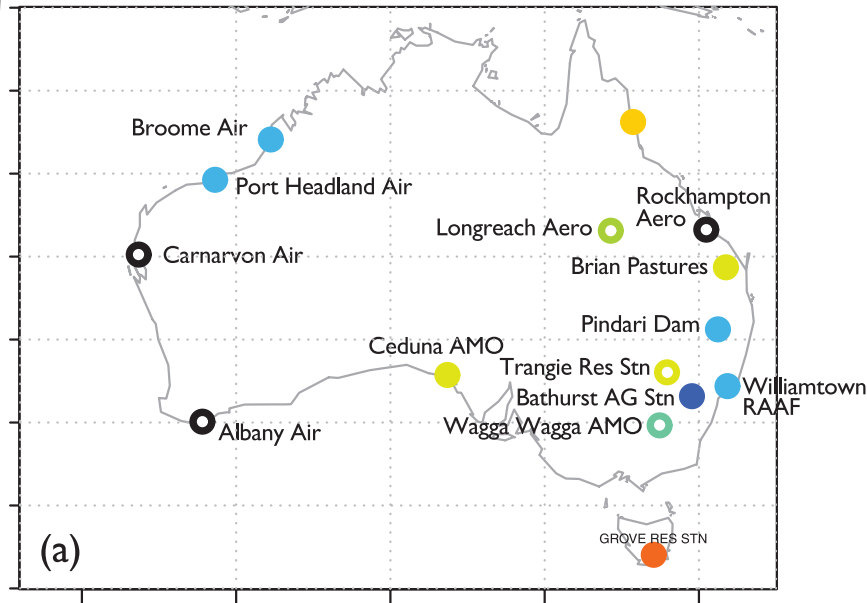 Broome Air
Port Headland Air
Rockhampton
Aero
Longreach Aero
Carnarvon Air
Brian Pastures
Pindari Dam
Ceduna AMO
Trangie Res Stn
Bathurst AG Stn
Williamtown
RAAF
Wagga Wagga AMO
Albany Air
GROVE RES STN
(a)